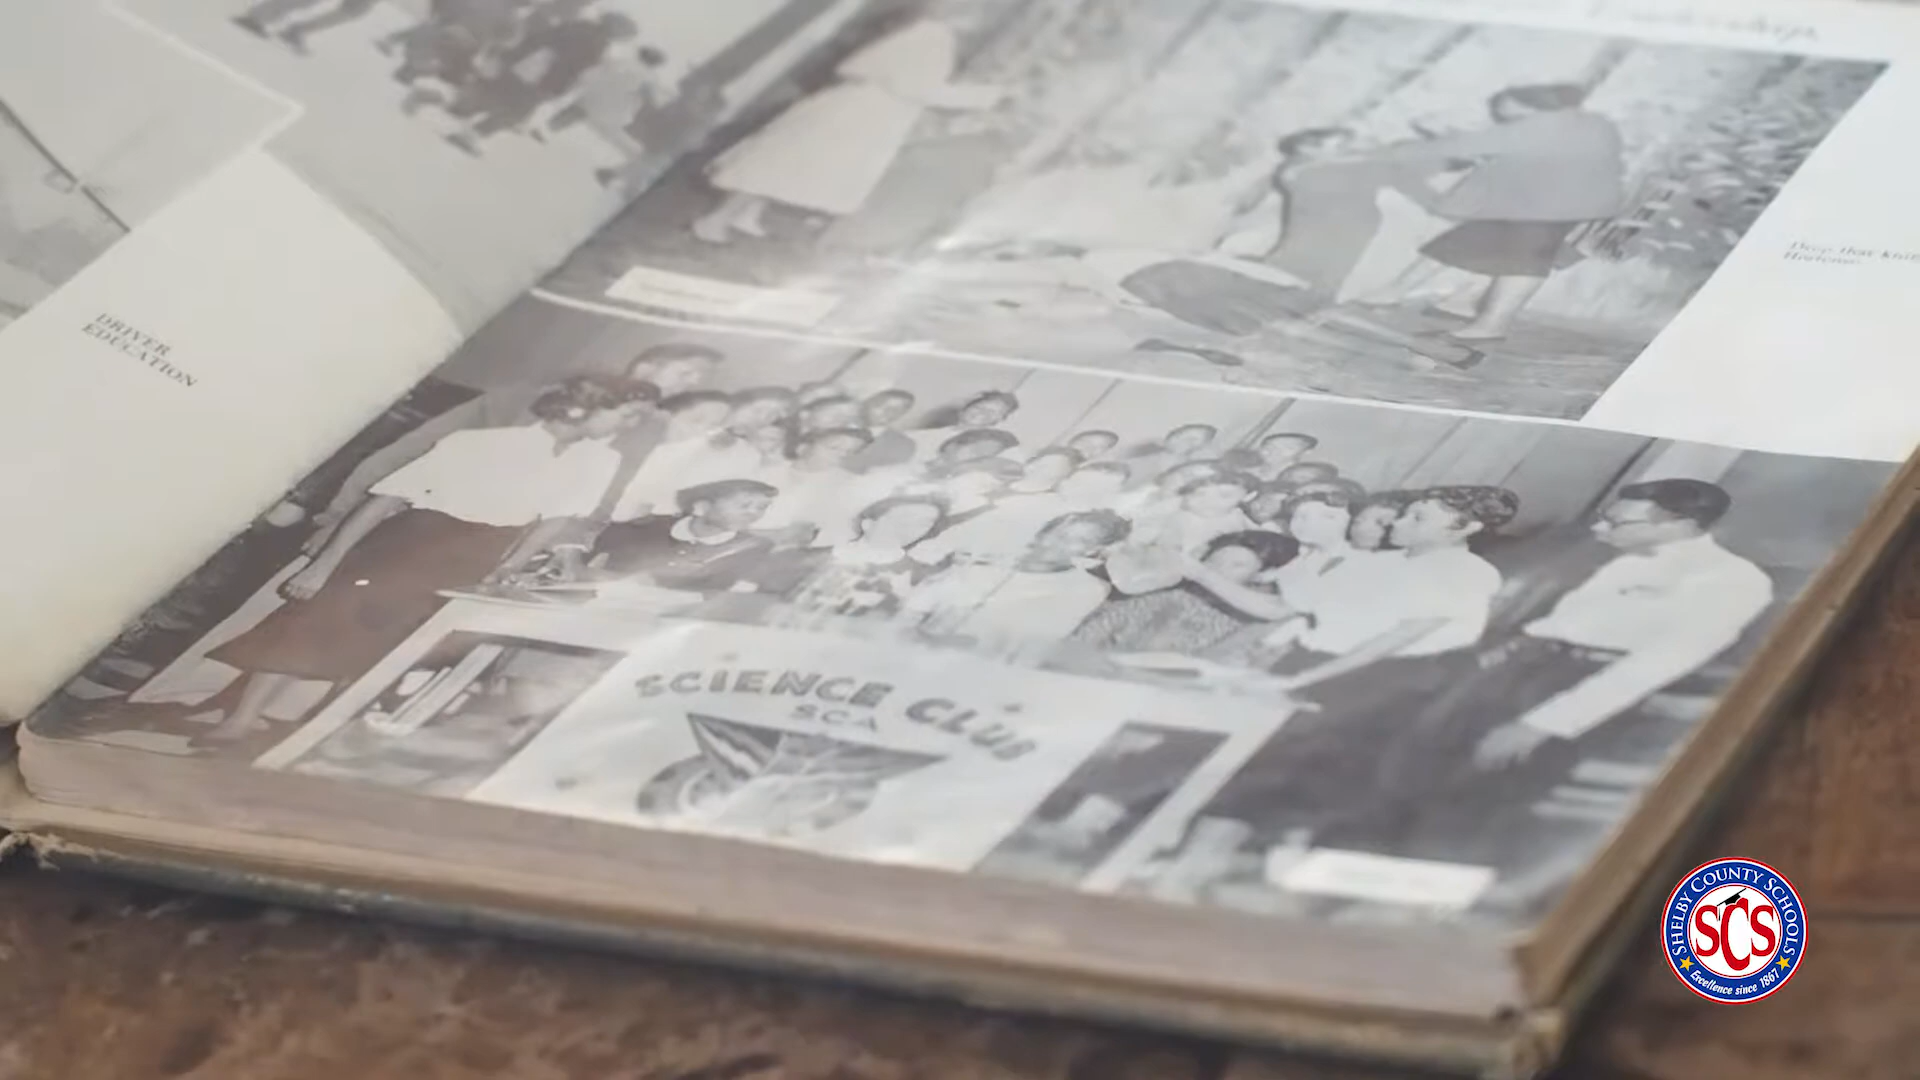 DRIVER
EDUCATION
SCIENCE CLUB
SCA
SHELBY COUNTY SCHOOLS
SCS
Excellence since 1867